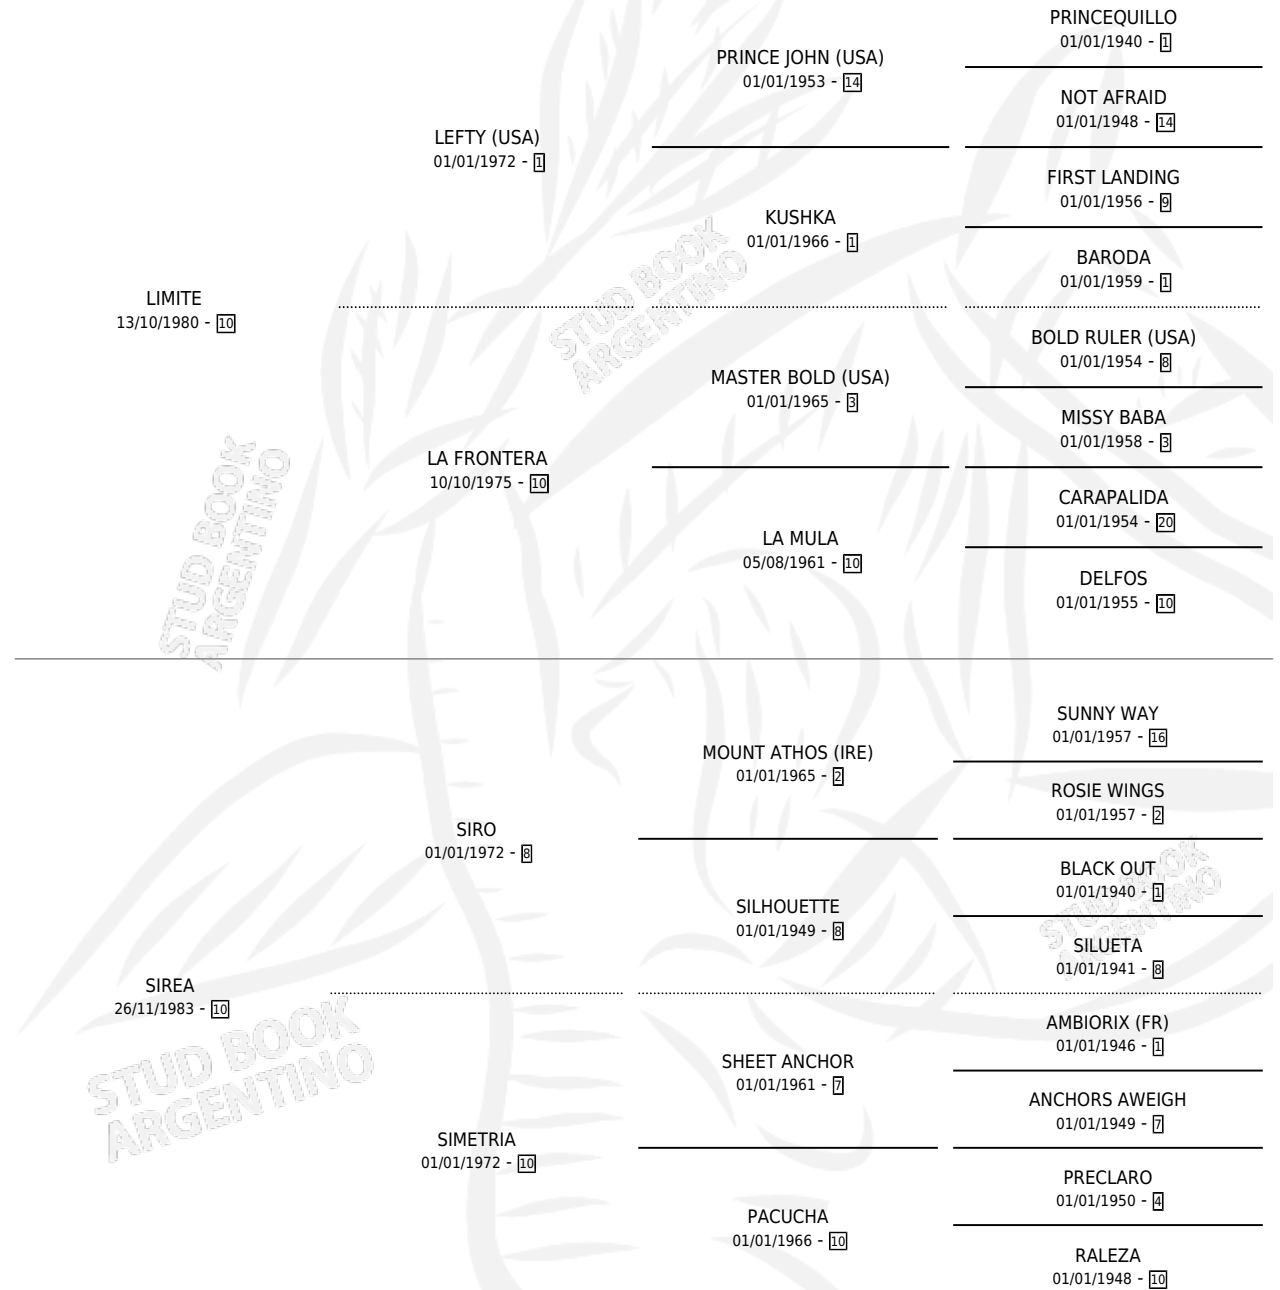 PRINCEQUILLO
01/01/1940 - 1
PRINCE JOHN (USA)
01/01/1953 - 14
NOT AFRAID
01/01/1948 - 14
LEFTY (USA)
01/01/1972 - 1
FIRST LANDING
01/01/1956 - 9
KUSHKA
01/01/1966 - 1
BARODA
01/01/1959 - 1
LIMITE
13/10/1980 - 10
STUD BOOK
ARGENTINO
BOLD RULER (USA)
01/01/1954 - 8
MASTER BOLD (USA)
01/01/1965 - 3
MISSY BABA
01/01/1958 - 3
LA FRONTERA
10/10/1975 - 10
CARAPALIDA
01/01/1954 - 20
LA MULA
05/08/1961 - 10
DELFOS
01/01/1955 - 10
STUD BOOK
ARGENTINO
SUNNY WAY
01/01/1957 - 16
MOUNT ATHOS (IRE)
01/01/1965 - 2
ROSIE WINGS
01/01/1957 - 2
SIRO
01/01/1972 - 8
BLACK OUT
01/01/1940 - 1
SILHOUETTE
01/01/1949 - 8
SILUETA
01/01/1941 - 8
STUD BOOK
ARGENTINO
SIREA
26/11/1983 - 10
AMBIORIX (FR)
01/01/1946 - 1
SHEET ANCHOR
01/01/1961 - 7
ANCHORS AWEIGH
01/01/1949 - 7
STUD BOOK
ARGENTINO
SIMETRIA
01/01/1972 - 10
PRECLARO
01/01/1950 - 4
PACUCHA
01/01/1966 - 10
RALEZA
01/01/1948 - 10